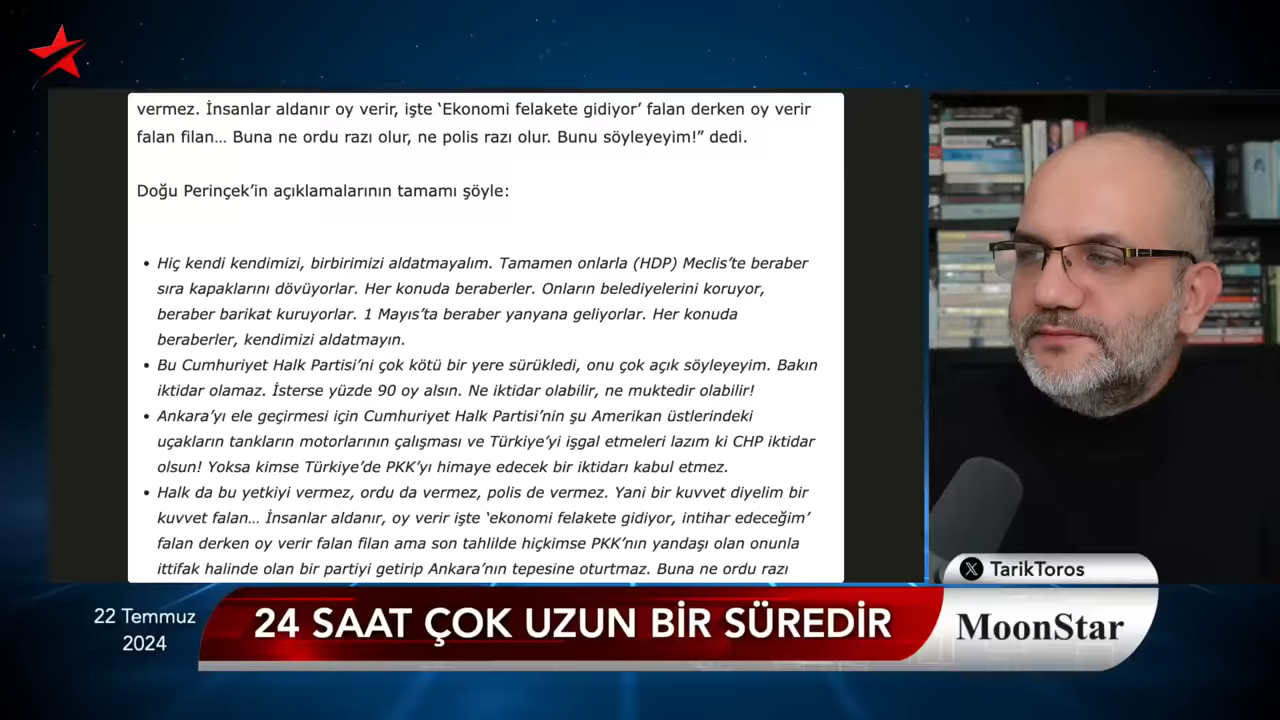 vermez. İnsanlar aldanır oy verir, işte ‘Ekonomi felakete gidiyor’ falan derken oy verir
falan filan… Buna ne ordu razı olur, ne polis razı olur. Bunu söyleyeyim!” dedi.
Doğu Perinçek’in açıklamalarının tamamı şöyle:
• Hiç kendi kendimizi, birbirimizi aldatmayalım. Tamamen onlarla (HDP) Meclis’te beraber
sıra kapaklarını dövüyorlar. Her konuda beraberler. Onların belediyelerini koruyor,
beraber barikat kuruyorlar. 1 Mayıs’ta beraber yanyana geliyorlar. Her konuda
beraberler, kendimizi aldatmayın.
• Bu Cumhuriyet Halk Partisi’ni çok kötü bir yere sürükledi, onu çok açık söyleyeyim. Bakın
iktidar olamaz. İsterse yüzde 90 oy alsın. Ne iktidar olabilir, ne muktedir olabilir!
• Ankara’yı ele geçirmesi için Cumhuriyet Halk Partisi’nin şu Amerikan üstlerindeki
uçakların tankların motorlarının çalışması ve Türkiye’yi işgal etmeleri lazım ki CHP iktidar
olsun! Yoksa kimse Türkiye’de PKK’yı himaye edecek bir iktidarı kabul etmez.
• Halk da bu yetkiyi vermez, ordu da vermez, polis de vermez. Yani bir kuvvet diyelim bir
kuvvet falan… İnsanlar aldanır, oy verir işte ‘ekonomi felakete gidiyor, intihar edeceğim’
falan derken oy verir falan filan ama son tahlilde hiçkimse PKK’nın yandaşı olan onunla
ittifak halinde olan bir partiyi getirip Ankara’nın tepesine oturtmaz. Buna ne ordu razı
TarikToros
22 Temmuz
2024
24 SAAT ÇOK UZUN BİR SÜREDİR
MoonStar